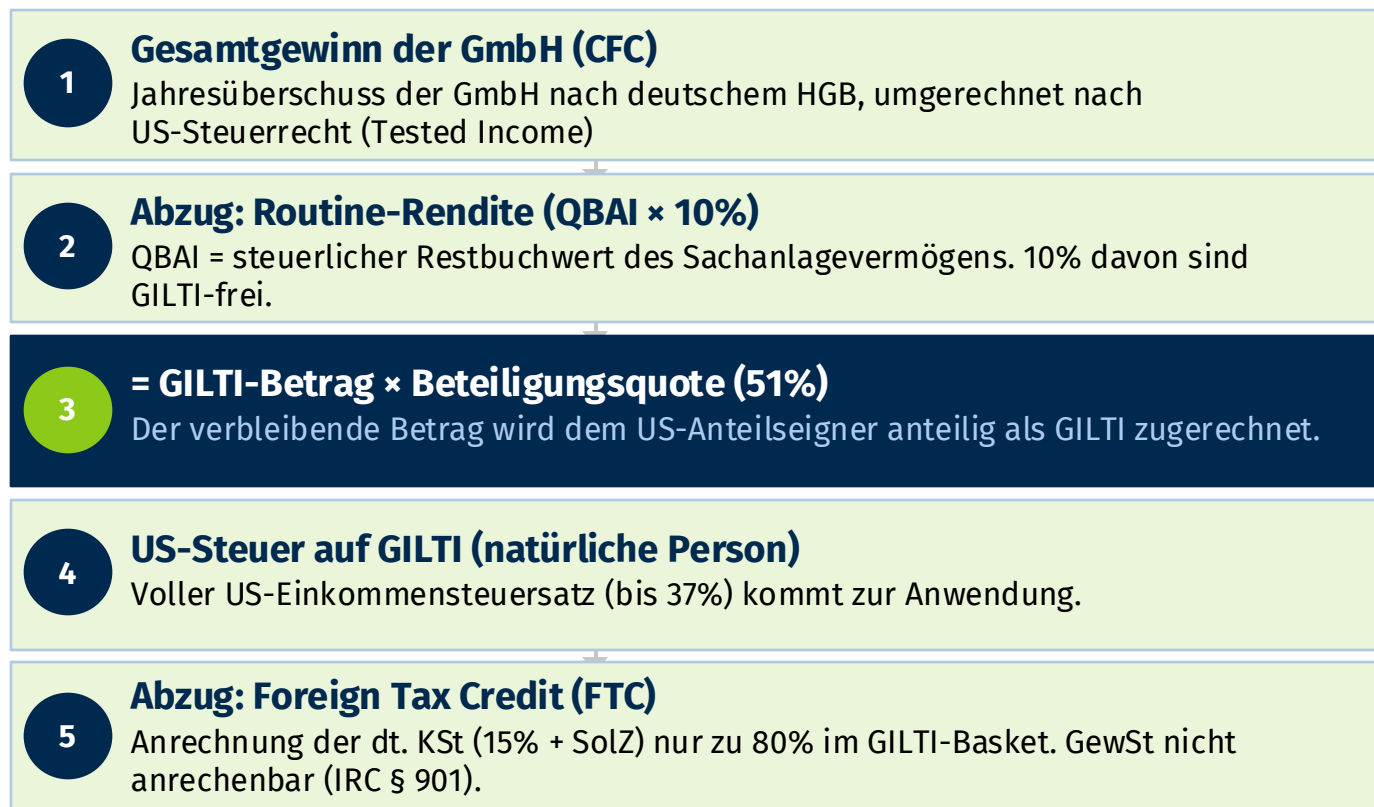 1
Gesamtgewinn der GmbH (CFC)
Jahresüberschuss der GmbH nach deutschem HGB, umgerechnet nach
US-Steuerrecht (Tested Income)
2
Abzug: Routine-Rendite (QBAI × 10%)
QBAI = steuerlicher Restbuchwert des Sachanlagevermögens. 10% davon sind
GILTI-frei.
3
= GILTI-Betrag × Beteiligungsquote (51%)
Der verbleibende Betrag wird dem US-Anteilseigner anteilig als GILTI zugerechnet.
4
US-Steuer auf GILTI (natürliche Person)
Voller US-Einkommensteuersatz (bis 37%) kommt zur Anwendung.
5
Abzug: Foreign Tax Credit (FTC)
Anrechnung der dt. KSt (15% + SolZ) nur zu 80% im GILTI-Basket. GewSt nicht
anrechenbar (IRC § 901).